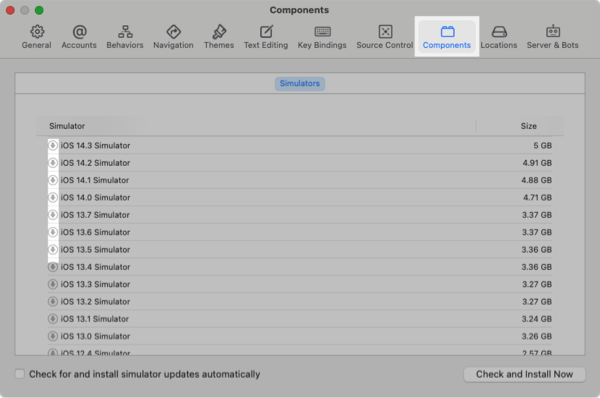 Components
General Accounts Behaviors Navigation Themes Text Editing Key Bindings Source Control Components Locations Server & Bots
Simulators
Simulator Size
iOS 14.3 Simulator 5 GB
iOS 14.2 Simulator 4.91 GB
iOS 14.1 Simulator 4.88 GB
iOS 14.0 Simulator 4.71 GB
iOS 13.7 Simulator 3.37 GB
iOS 13.6 Simulator 3.37 GB
iOS 13.5 Simulator 3.36 GB
iOS 13.4 Simulator 3.36 GB
iOS 13.3 Simulator 3.27 GB
iOS 13.2 Simulator 3.27 GB
iOS 13.1 Simulator 3.24 GB
iOS 13.0 Simulator 3.26 GB
iOS 12.4 Simulator 2.57 GB
Check for and install simulator updates automatically Check and Install Now